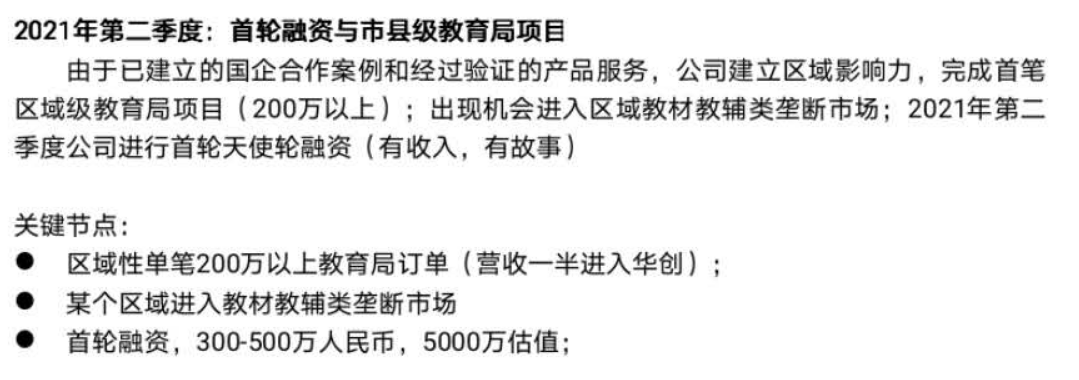 2021年第二季度：首轮融资与市县级教育局项目
由于已建立的国企合作案例和经过验证的产品服务，公司建立区域影响力，完成首笔
区域级教育局项目（200万以上）；出现机会进入区域教材教辅类垄断市场；2021年第二
季度公司进行首轮天使轮融资（有收入，有故事）
关键节点：
● 区域性单笔200万以上教育局订单（营收一半进入华创）；
● 某个区域进入教材教辅类垄断市场
● 首轮融资，300-500万人民币，5000万估值；